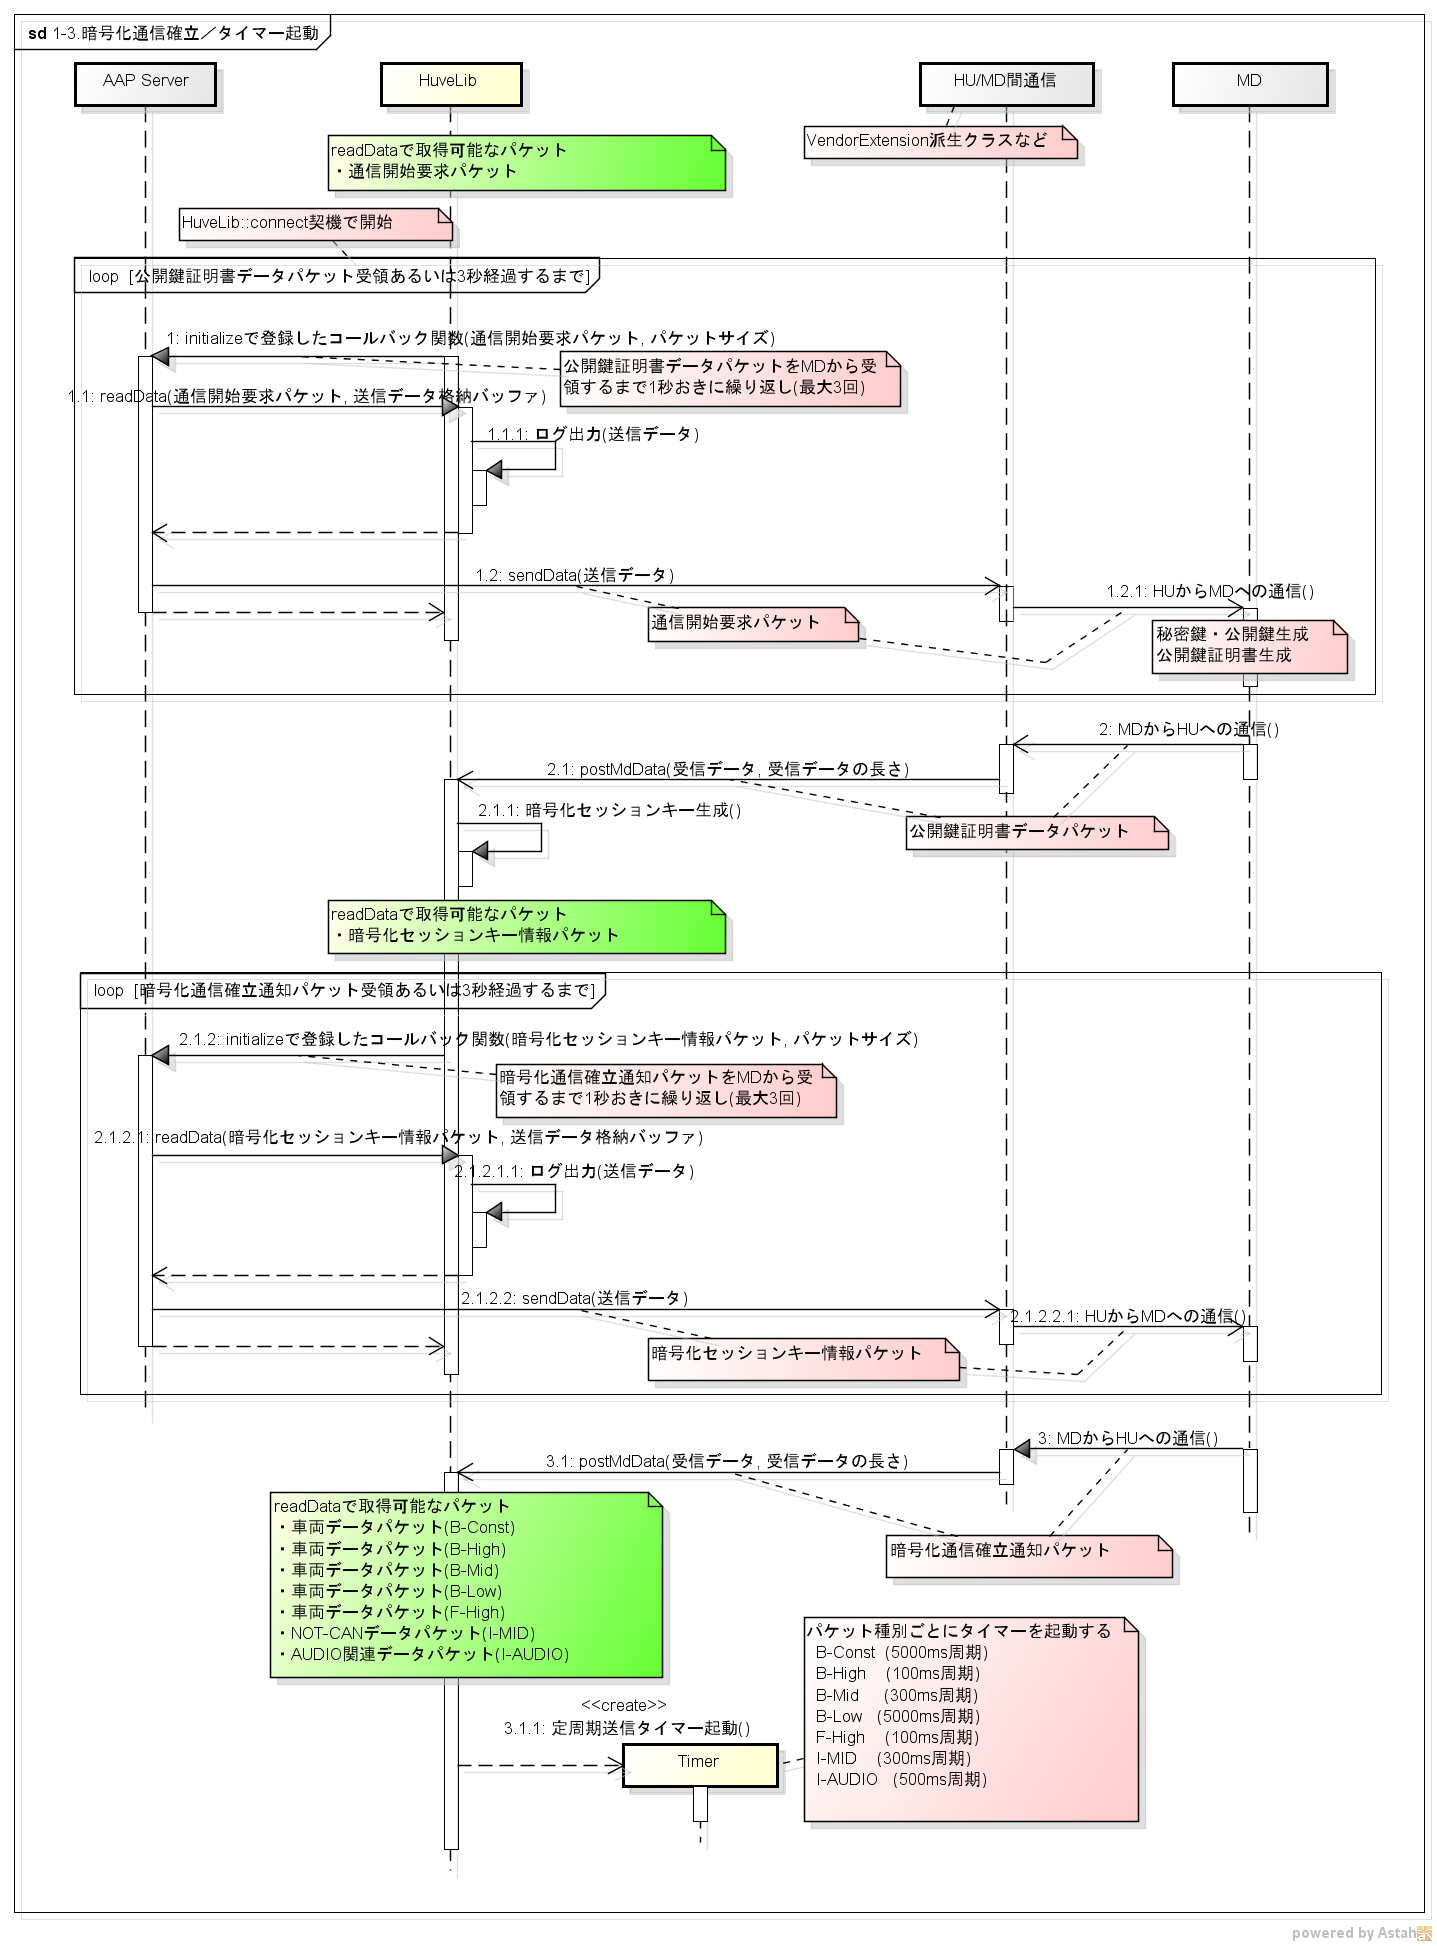 sd 1-3.暗号化通信確立／タイマー起動
AAP Server
HuveLib
HU/MD間通信
MD
VendorExtension派生クラスなど
readDataで取得可能なパケット
・通信開始要求パケット
HuveLib::connect契機で開始
loop [公開鍵証明書データパケット受領あるいは3秒経過するまで]
1: initializeで登録したコールバック関数(通信開始要求パケット, パケットサイズ)
公開鍵証明書データパケットをMDから受
領するまで1秒おきに繰り返し(最大3回)
1.1: readData(通信開始要求パケット, 送信データ格納バッファ)
1.1.1: ログ出力(送信データ)
1.2: sendData(送信データ)
1.2.1: HUからMDへの通信()
通信開始要求パケット
秘密鍵・公開鍵生成
公開鍵証明書生成
2: MDからHUへの通信()
2.1: postMdData(受信データ, 受信データの長さ)
2.1.1: 暗号化セッションキー生成()
公開鍵証明書データパケット
readDataで取得可能なパケット
・暗号化セッションキー情報パケット
loop [暗号化通信確立通知パケット受領あるいは3秒経過するまで]
2.1.2: initializeで登録したコールバック関数(暗号化セッションキー情報パケット, パケットサイズ)
暗号化通信確立通知パケットをMDから受
領するまで1秒おきに繰り返し(最大3回)
2.1.2.1: readData(暗号化セッションキー情報パケット, 送信データ格納バッファ)
2.1.2.1.1: ログ出力(送信データ)
2.1.2.2: sendData(送信データ)
2.1.2.2.1: HUからMDへの通信()
暗号化セッションキー情報パケット
3: MDからHUへの通信()
3.1: postMdData(受信データ, 受信データの長さ)
readDataで取得可能なパケット
・車両データパケット(B-Const)
・車両データパケット(B-High)
・車両データパケット(B-Mid)
・車両データパケット(B-Low)
・車両データパケット(F-High)
・NOT-CANデータパケット(I-MID)
・AUDIO関連データパケット(I-AUDIO)
暗号化通信確立通知パケット
パケット種別ごとにタイマーを起動する
B-Const (5000ms周期)
B-High (100ms周期)
B-Mid (300ms周期)
B-Low (5000ms周期)
F-High (100ms周期)
I-MID (300ms周期)
I-AUDIO (500ms周期)
<<create>>
3.1.1: 定周期送信タイマー起動()
Timer
powered by Astah